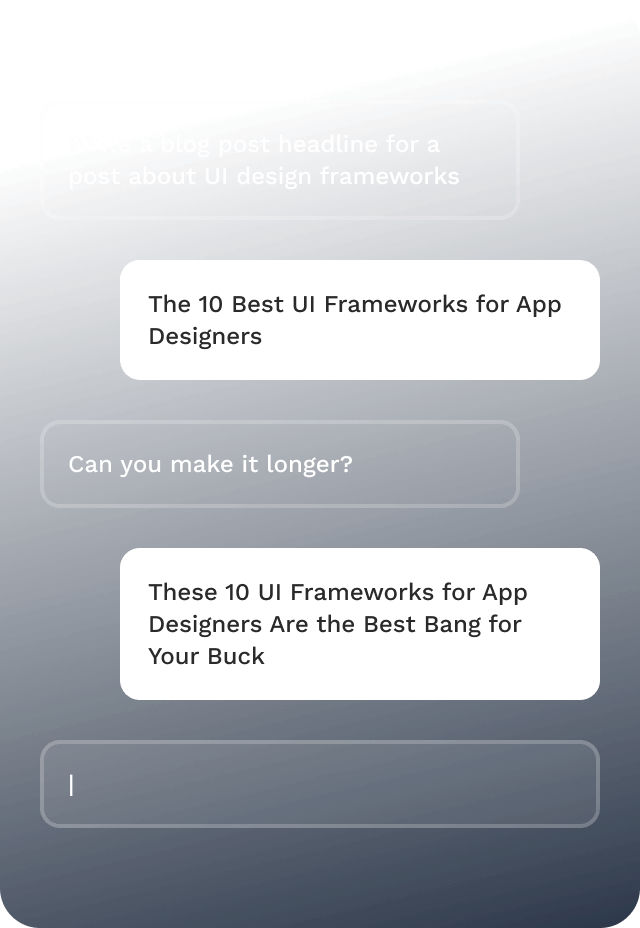 a blog post headline for a
post about UI design frameworks
The 10 Best UI Frameworks for App
Designers
Can you make it longer?
These 10 UI Frameworks for App
Designers Are the Best Bang for
Your Buck